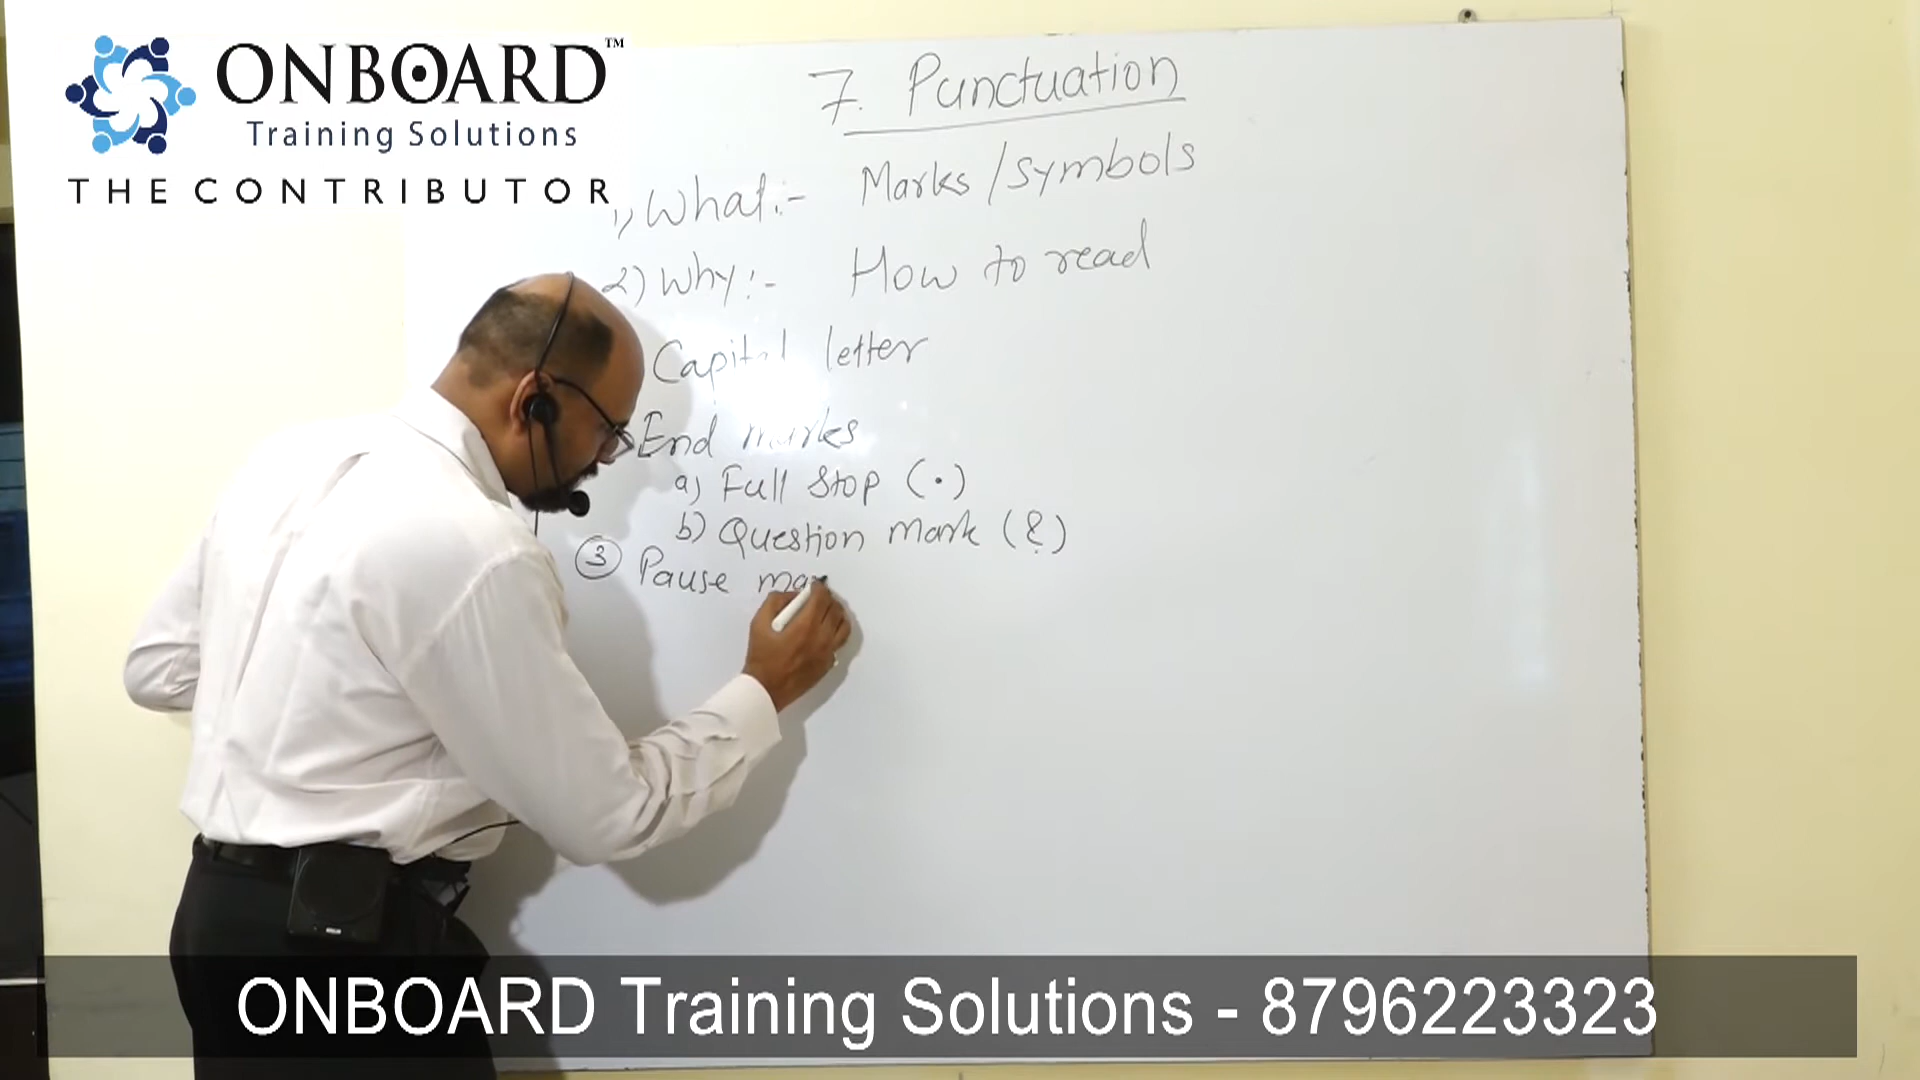 ONBOARD™
Training Solutions
THE CONTRIBUTOR
7. Punctuation
1) What:- Marks/Symbols
2) Why:- How to read
Capital letter
End marks
a) Full Stop (.)
b) Question Mark (?)
3 Pause mar
ONBOARD Training Solutions - 8796223323